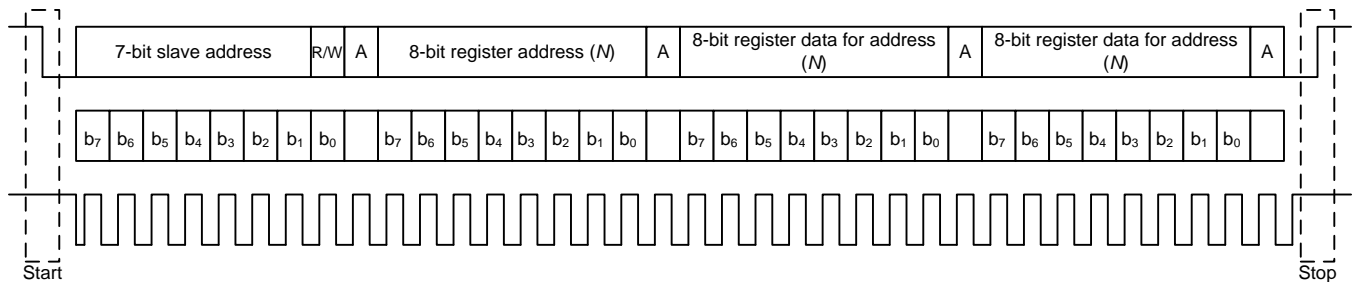 7-bit slave address R/W A 8-bit register address (N) A 8-bit register data for address (N) A 8-bit register data for address (N) A
b7 b6 b5 b4 b3 b2 b1 b0 b7 b6 b5 b4 b3 b2 b1 b0 b7 b6 b5 b4 b3 b2 b1 b0 b7 b6 b5 b4 b3 b2 b1 b0
Start Stop